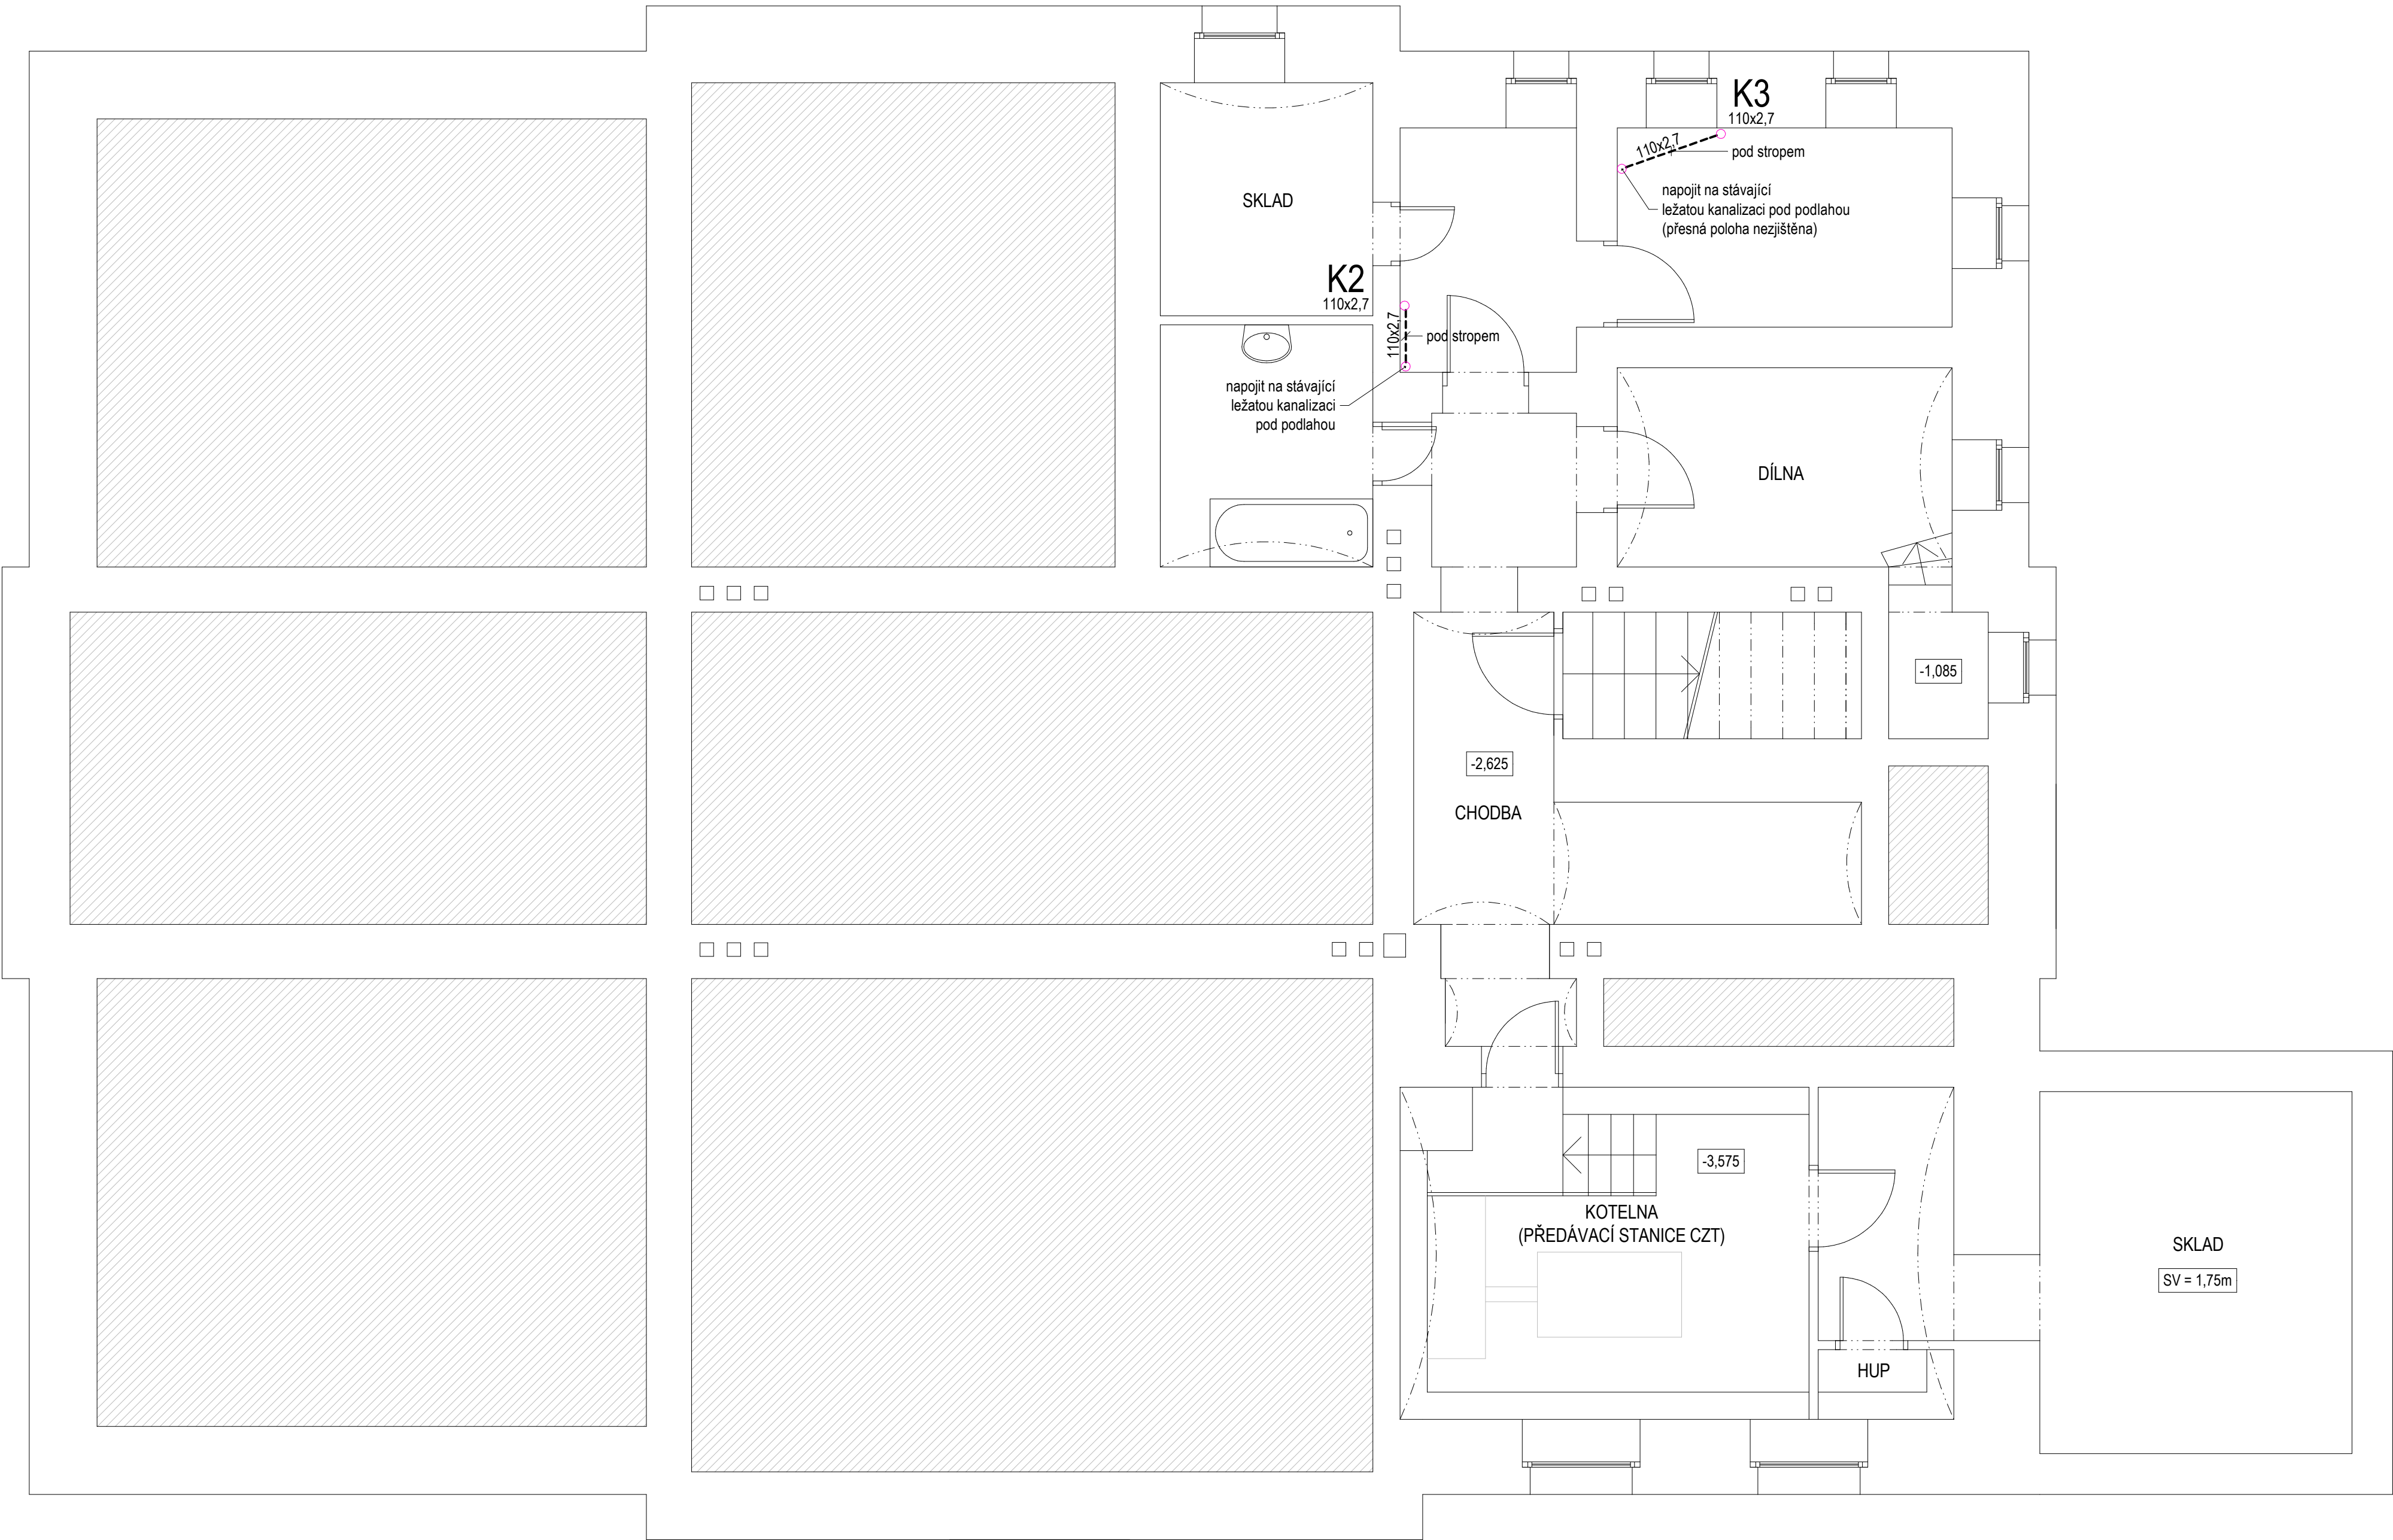 K3
110x2,7
110x2,7
pod stropem
napojit na stávající
ležatou kanalizaci pod podlahou
(přesná poloha nezjištěna)
SKLAD
K2
110x2,7
110x2,7
pod stropem
napojit na stávající
ležatou kanalizaci
pod podlahou
DÍLNA
-1,085
-2,625
CHODBA
-3,575
KOTELNA
(PŘEDÁVACÍ STANICE CZT)
SKLAD
SV = 1,75m
HUP